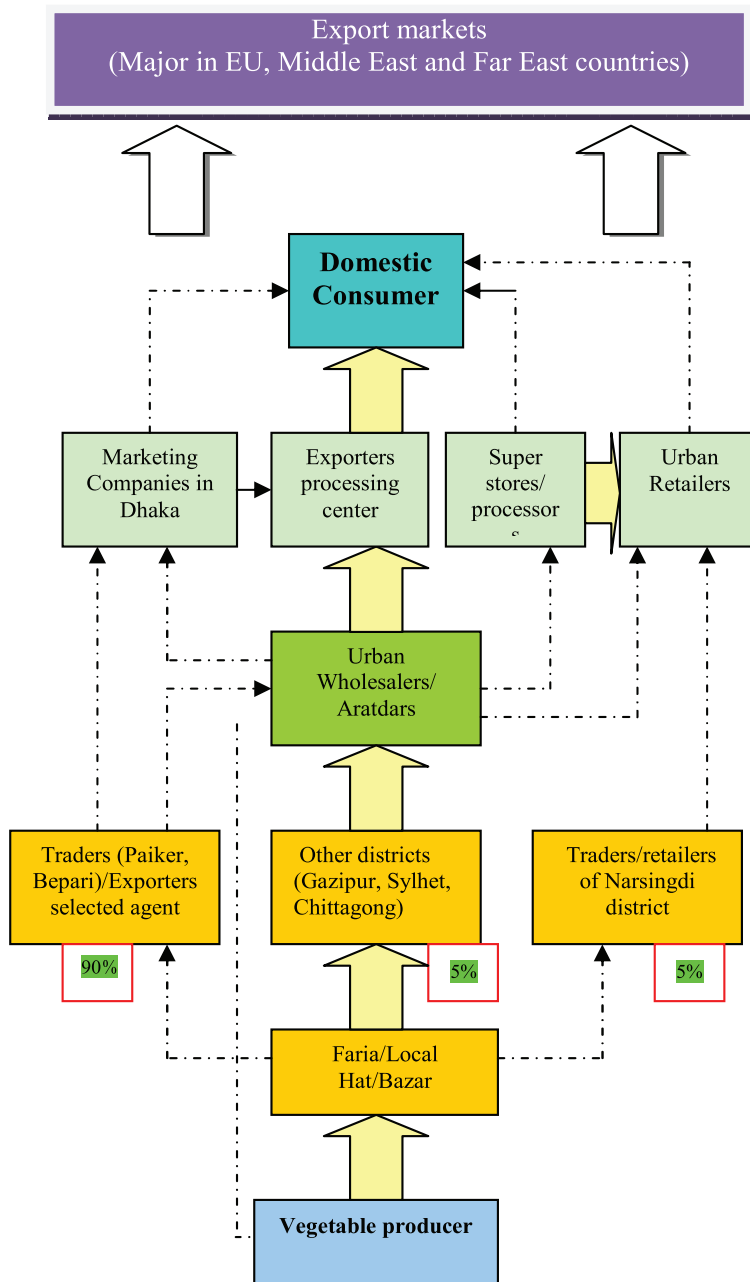 Export markets
(Major in EU, Middle East and Far East countries)
Domestic
Consumer
Marketing
Companies in
Dhaka
Exporters
processing
center
Super
stores/
processor
s
Urban
Retailers
Urban
Wholesalers/
Aratdars
Traders (Paiker,
Bepari)/Exporters
selected agent
Other districts
(Gazipur, Sylhet,
Chittagong)
Traders/retailers
of Narsingdi
district
90%
5%
5%
Faria/Local
Hat/Bazar
Vegetable producer